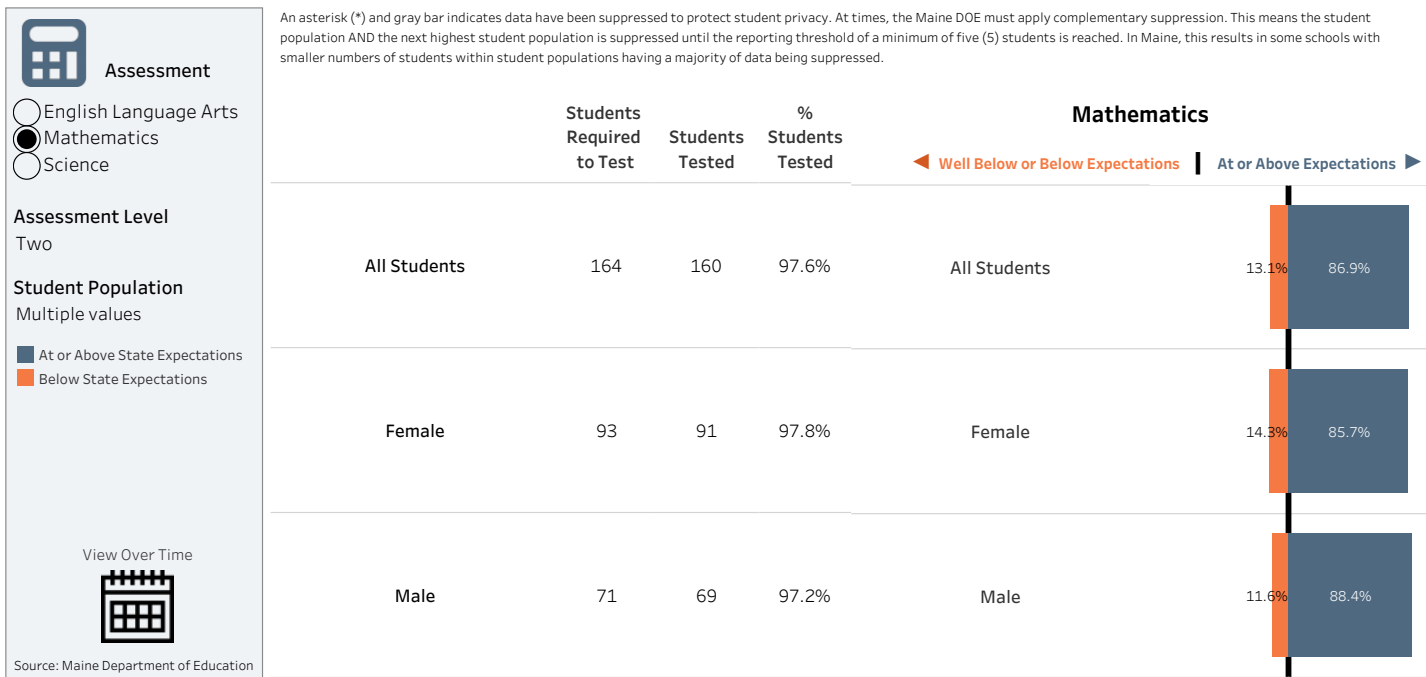 An asterisk (*) and gray bar indicates data have been suppressed to protect student privacy. At times, the Maine DOE must apply complementary suppression. This means the student
population AND the next highest student population is suppressed until the reporting threshold of a minimum of five (5) students is reached. In Maine, this results in some schools with
smaller numbers of students within student populations having a majority of data being suppressed.
Assessment
English Language Arts
Mathematics
Science
Assessment Level
Two
Student Population
Multiple values
At or Above State Expectations
Below State Expectations
View Over Time
Source: Maine Department of Education
Students
Required
to Test
Students
Tested
%
Students
Tested
Mathematics
Well Below or Below Expectations
At or Above Expectations
All Students 164 160 97.6% All Students 13.1% 86.9%
Female 93 91 97.8% Female 14.3% 85.7%
Male 71 69 97.2% Male 11.6% 88.4%